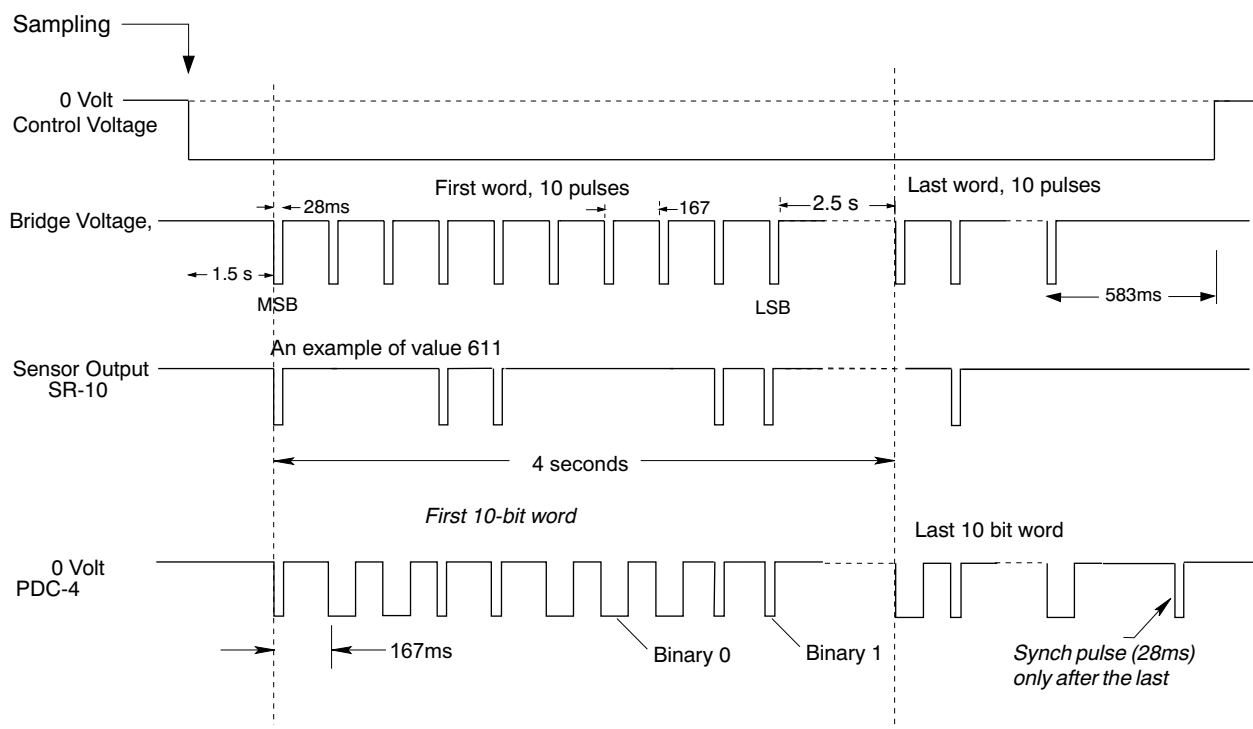 Sampling
0 Volt
Control Voltage
First word, 10 pulses
Last word, 10 pulses
28ms
167
2.5 s
Bridge Voltage,
1.5 s
583ms
MSB
LSB
An example of value 611
Sensor Output
SR-10
4 seconds
First 10-bit word
Last 10 bit word
0 Volt
PDC-4
167ms
Binary 0
Binary 1
Synch pulse (28ms)
only after the last